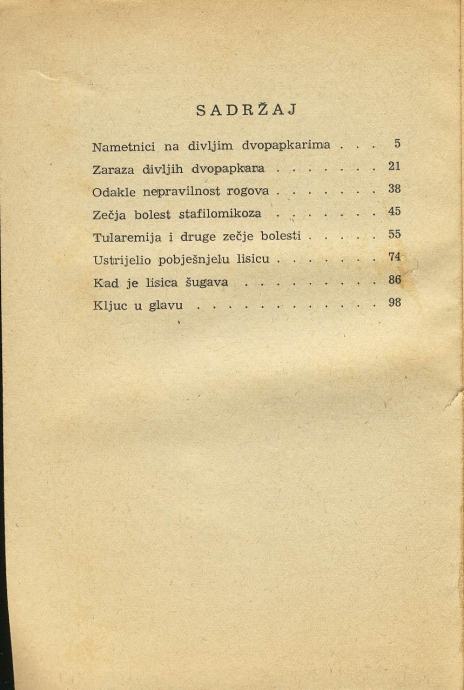 SADRŽAJ
Nametnici na divljim dvopapkarima . . . 5
Zaraza divljih dvopapkara . . . . . . . 21
Odakle nepravilnost rogova . . . . . . . 38
Zečja bolest stafilomikoza . . . . . . . 45
Tularemija i druge zečje bolesti . . . . . 55
Ustrijelio pobješnjelu lisicu . . . . . . . 74
Kad je lisica šugava . . . . . . . . . 86
Kljuc u glavu . . . . . . . . . . . . 98